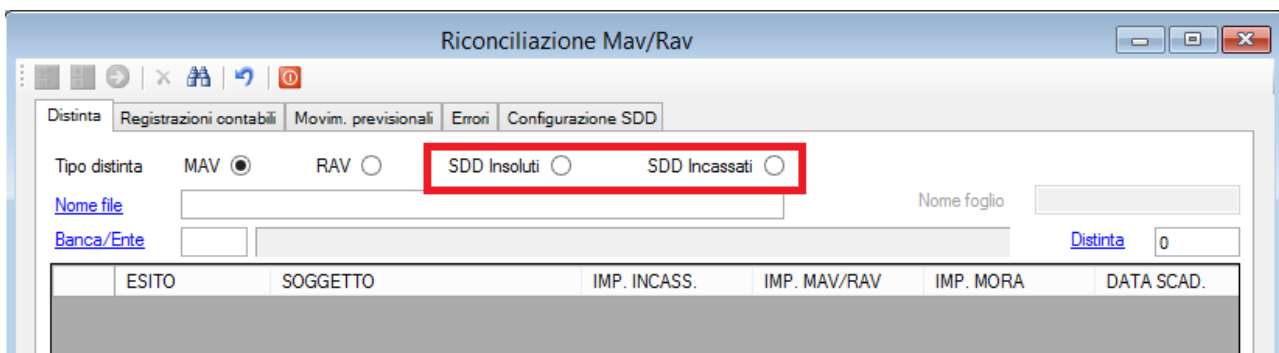 Riconciliazione Mav/Rav
Distinta Registrazioni contabili Movim. previsionali Errori Configurazione SDD
Tipo distinta MAV RAV SDD Insoluti SDD Incassati
Nome file Nome foglio
Banca/Ente Distinta 0
ESITO SOGGETTO IMP. INCASS. IMP. MAV/RAV IMP. MORA DATA SCAD.